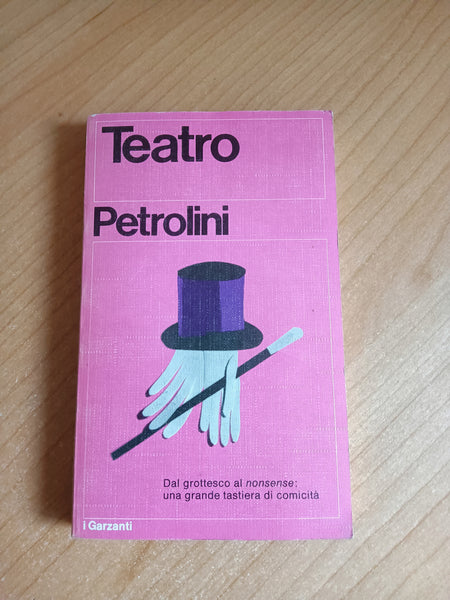 Teatro
Petrolini
Dal grottesco al nonsense:
una grande tastiera di comicità
i Garzanti